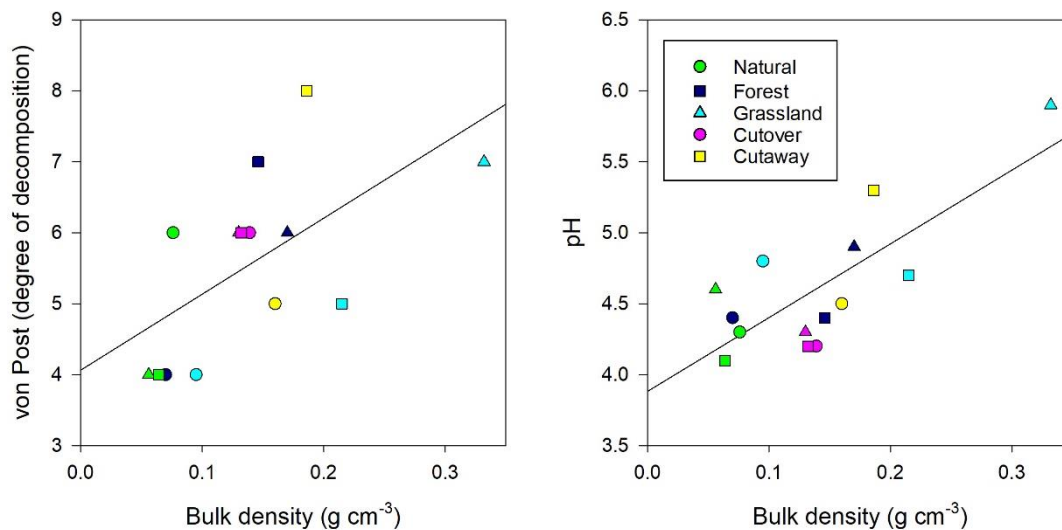 von Post (degree of decomposition)
9
8
7
6
5
4
3
0.0 0.1 0.2 0.3
Bulk density (g cm-3)
pH
6.5
6.0
5.5
5.0
4.5
4.0
3.5
0.0 0.1 0.2 0.3
Bulk density (g cm-3)
Natural
Forest
Grassland
Cutover
Cutaway